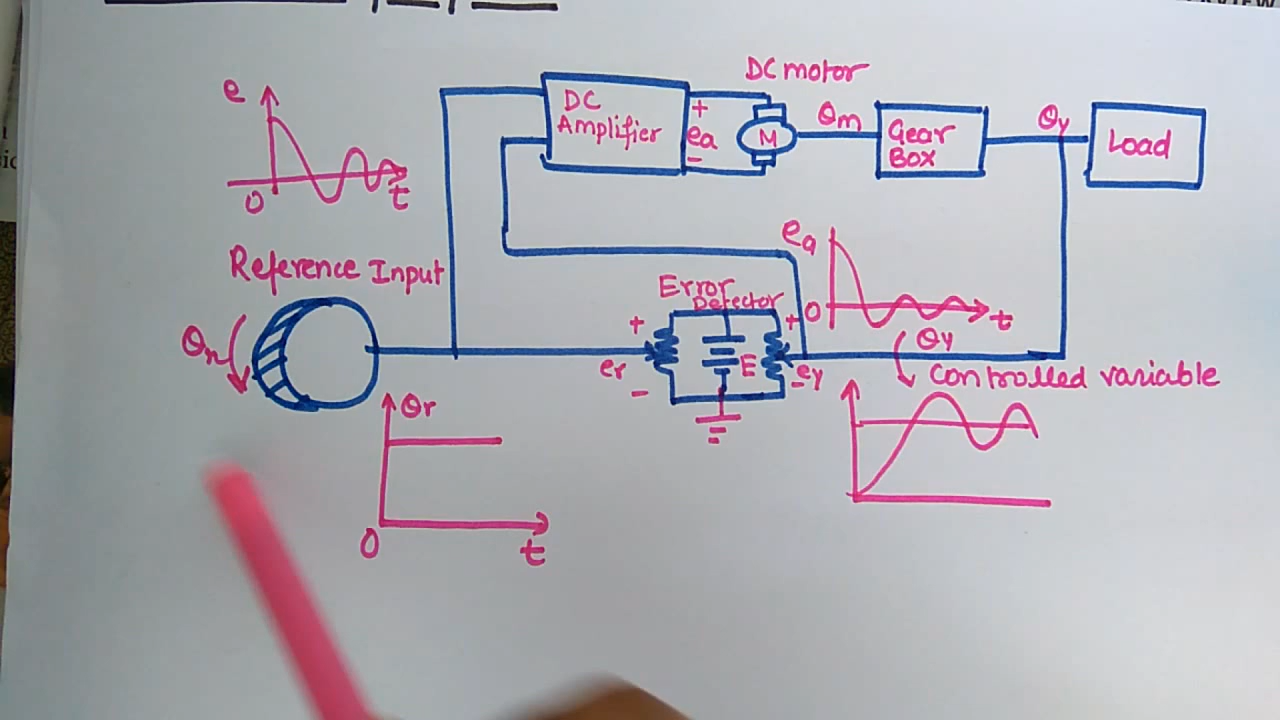 DC motor
e
DC
Amplifier
+
ea
-
M
θm
Gear
Box
θy
Load
0
t
Reference Input
ea
0
t
Error
Detector
θr
+
er
-
E
+
ey
-
θy
Controlled variable
θr
0
t